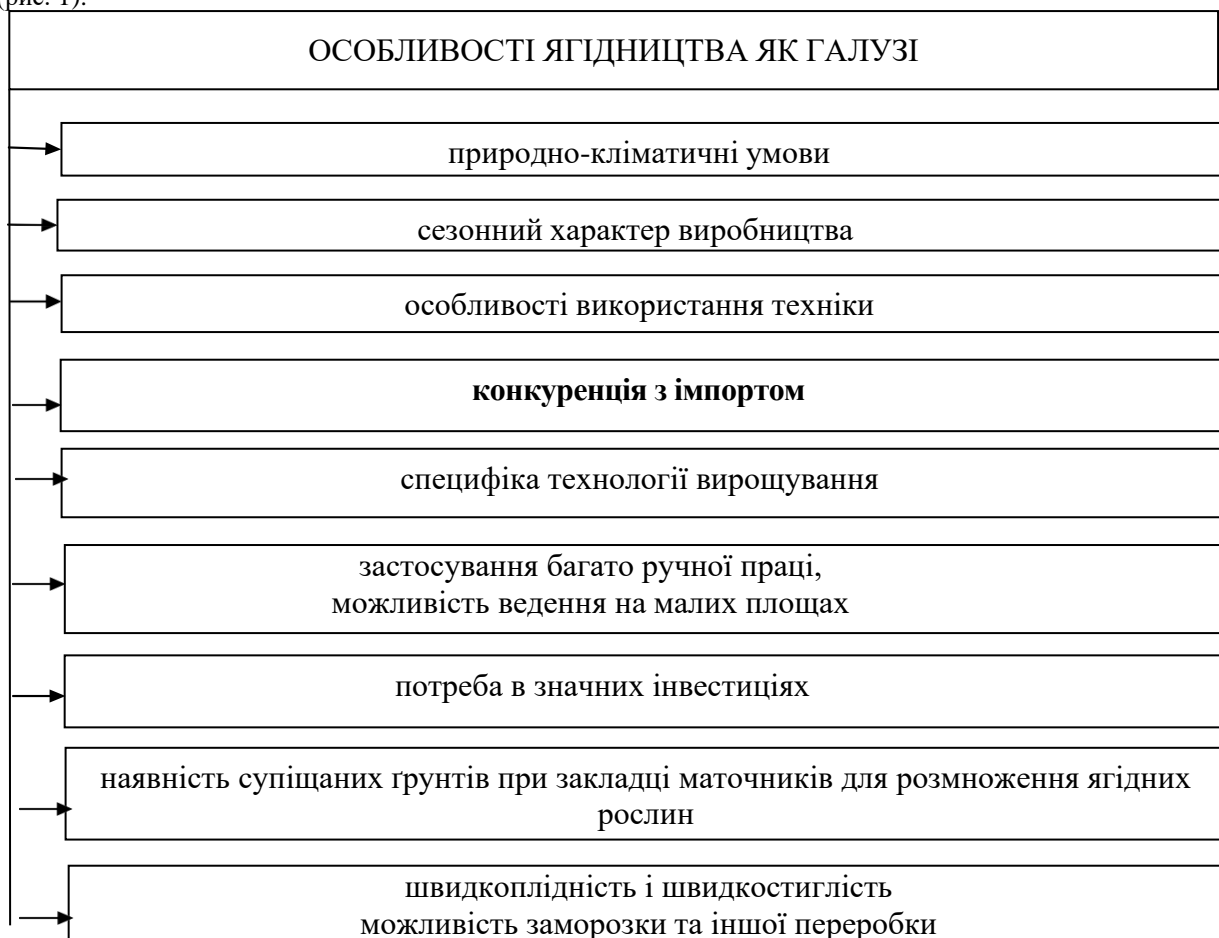 (рис. 1).
ОСОБЛИВОСТІ ЯГІДНИЦТВА ЯК ГАЛУЗІ
природно-кліматичні умови
сезонний характер виробництва
особливості використання техніки
конкуренція з імпортом
специфіка технології вирощування
застосування багато ручної праці,
можливість ведення на малих площах
потреба в значних інвестиціях
наявність супіщаних ґрунтів при закладці маточників для розмноження ягідних
рослин
швидкоплідність і швидкостиглість
можливість заморозки та іншої переробки